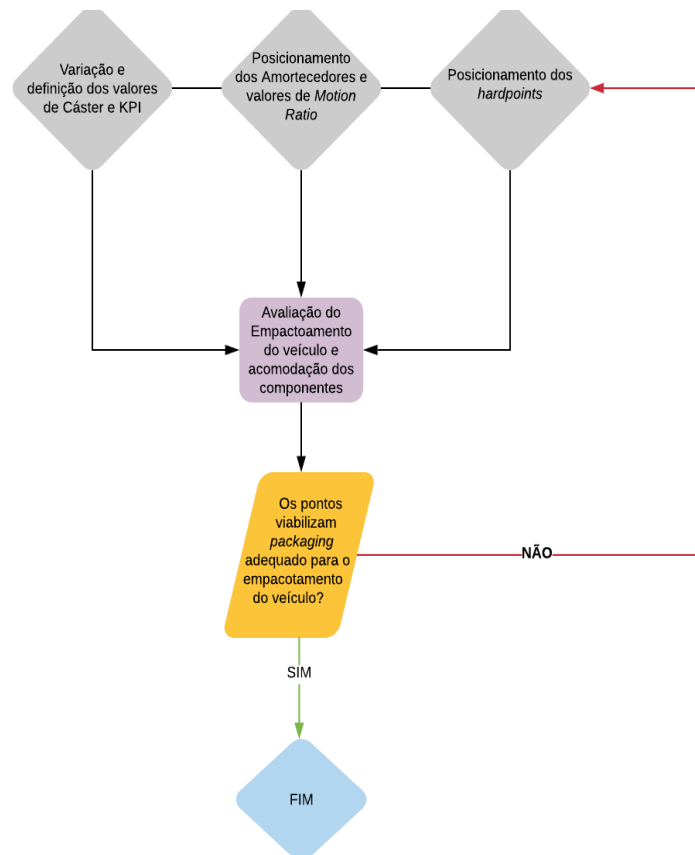 Variação e
definição dos valores
de Cáster e KPI
Posicionamento
dos Amortecedores e
valores de Motion
Ratio
Posicionamento dos
hardpoints
Avaliação do
Empactoamento
do veículo e
acomodação dos
componentes
Os pontos
viabilizam
packaging
adequado para o
empacotamento
do veículo?
NÃO
SIM
FIM